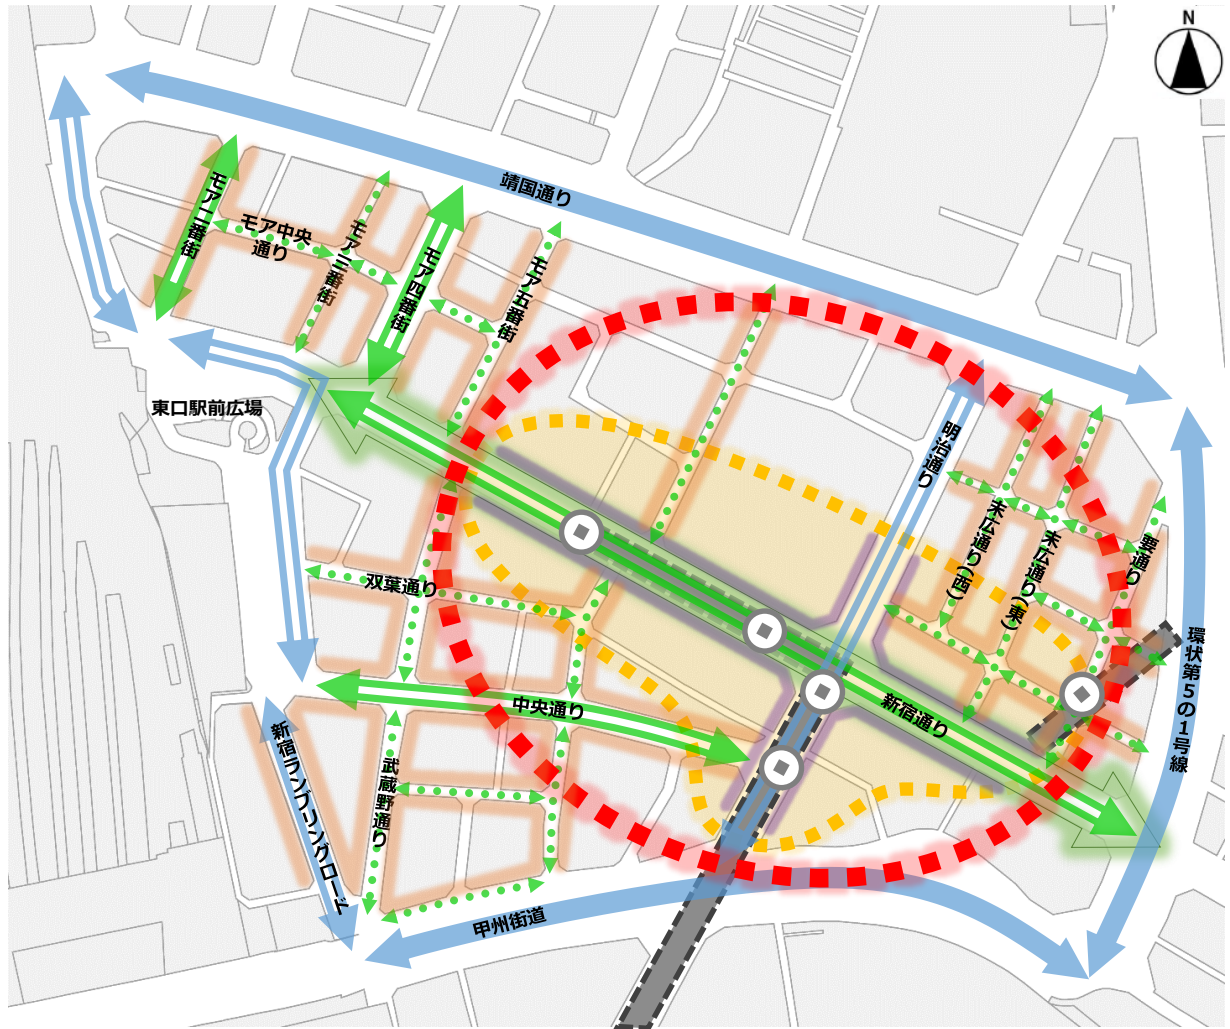 N
靖国通り
モア二番街
モア中央
通り
モア三番街
モア四番街
モア五番街
東口駅前広場
明治通り
末広通り(西)
末広通り(東)
要通り
双葉通り
中央通り
新宿通り
環状第5の1号線
新宿ランブリングロード
武蔵野通り
甲州街道